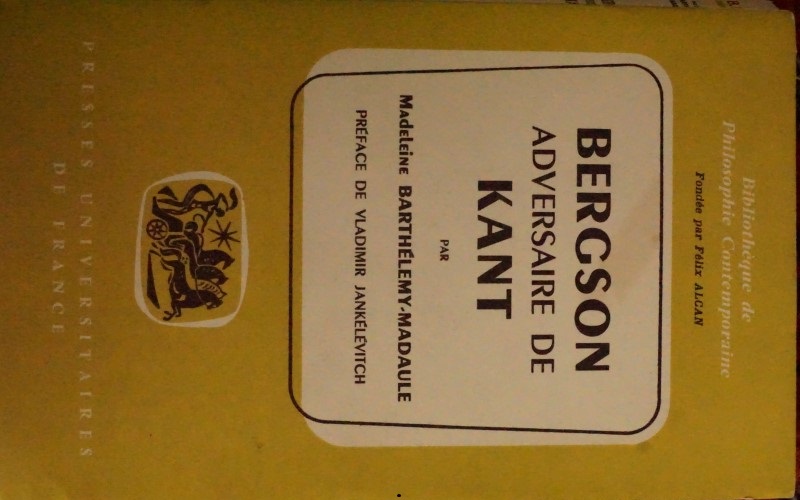 Bibliothèque de
Philosophie Contemporaine
Fondée par Félix ALCAN
BERGSON
ADVERSAIRE DE
KANT
PAR
Madeleine BARTHÉLEMY-MADAULE
PRÉFACE DE VLADIMIR JANKÉLÉVITCH
PRESSES UNIVERSITAIRES
DE FRANCE